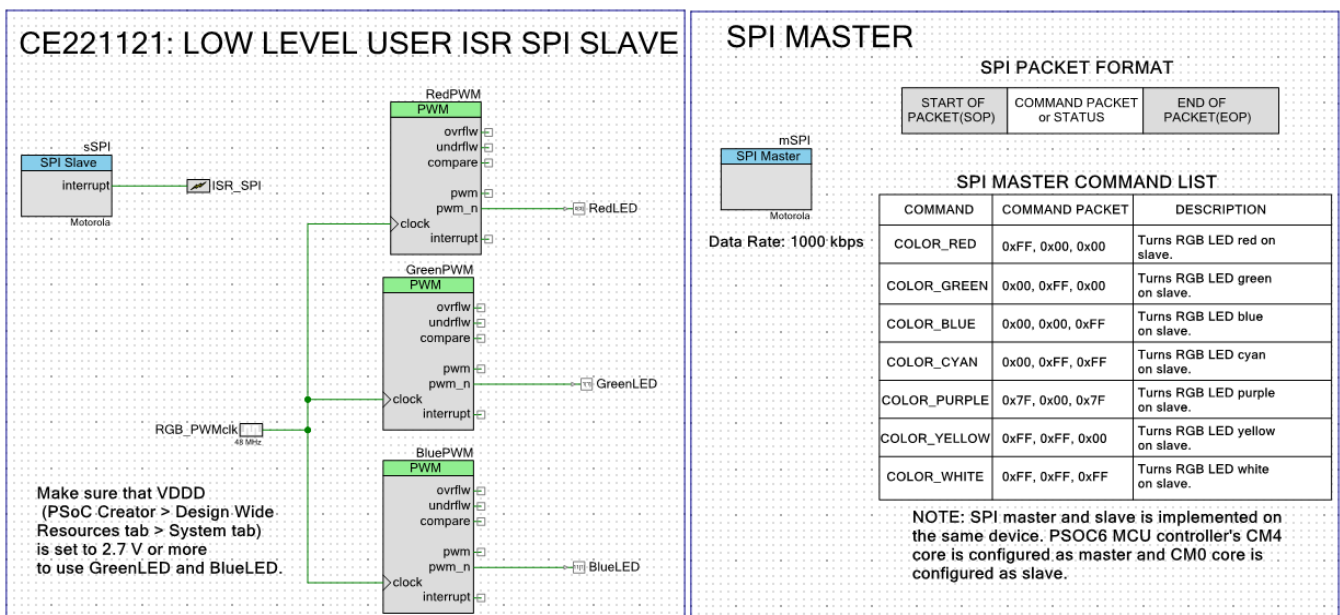 CE221121: LOW LEVEL USER ISR SPI SLAVE
sSPI
SPI Slave
interrupt
Motorola
ISR_SPI
RedPWM
PWM
ovrflw
undrflw
compare
pwm
pwm_n
clock
interrupt
RedLED
GreenPWM
PWM
ovrflw
undrflw
compare
pwm
pwm_n
clock
interrupt
GreenLED
RGB_PWMclk
48 MHz
BluePWM
PWM
ovrflw
undrflw
compare
pwm
pwm_n
clock
interrupt
BlueLED
Make sure that VDDD
(PSoC Creator > Design Wide
Resources tab > System tab)
is set to 2.7 V or more
to use GreenLED and BlueLED.
SPI MASTER
SPI PACKET FORMAT
START OF
PACKET(SOP)
COMMAND PACKET
or STATUS
END OF
PACKET(EOP)
mSPI
SPI Master
Motorola
Data Rate: 1000 kbps
SPI MASTER COMMAND LIST
COMMAND COMMAND PACKET DESCRIPTION
COLOR_RED 0xFF, 0x00, 0x00 Turns RGB LED red on
slave.
COLOR_GREEN 0x00, 0xFF, 0x00 Turns RGB LED green
on slave.
COLOR_BLUE 0x00, 0x00, 0xFF Turns RGB LED blue
on slave.
COLOR_CYAN 0x00, 0xFF, 0xFF Turns RGB LED cyan
on slave.
COLOR_PURPLE 0x7F, 0x00, 0x7F Turns RGB LED purple
on slave.
COLOR_YELLOW 0xFF, 0xFF, 0x00 Turns RGB LED yellow
on slave.
COLOR_WHITE 0xFF, 0xFF, 0xFF Turns RGB LED white
on slave.
NOTE: SPI master and slave is implemented on
the same device. PSOC6 MCU controller's CM4
core is configured as master and CM0 core is
configured as slave.